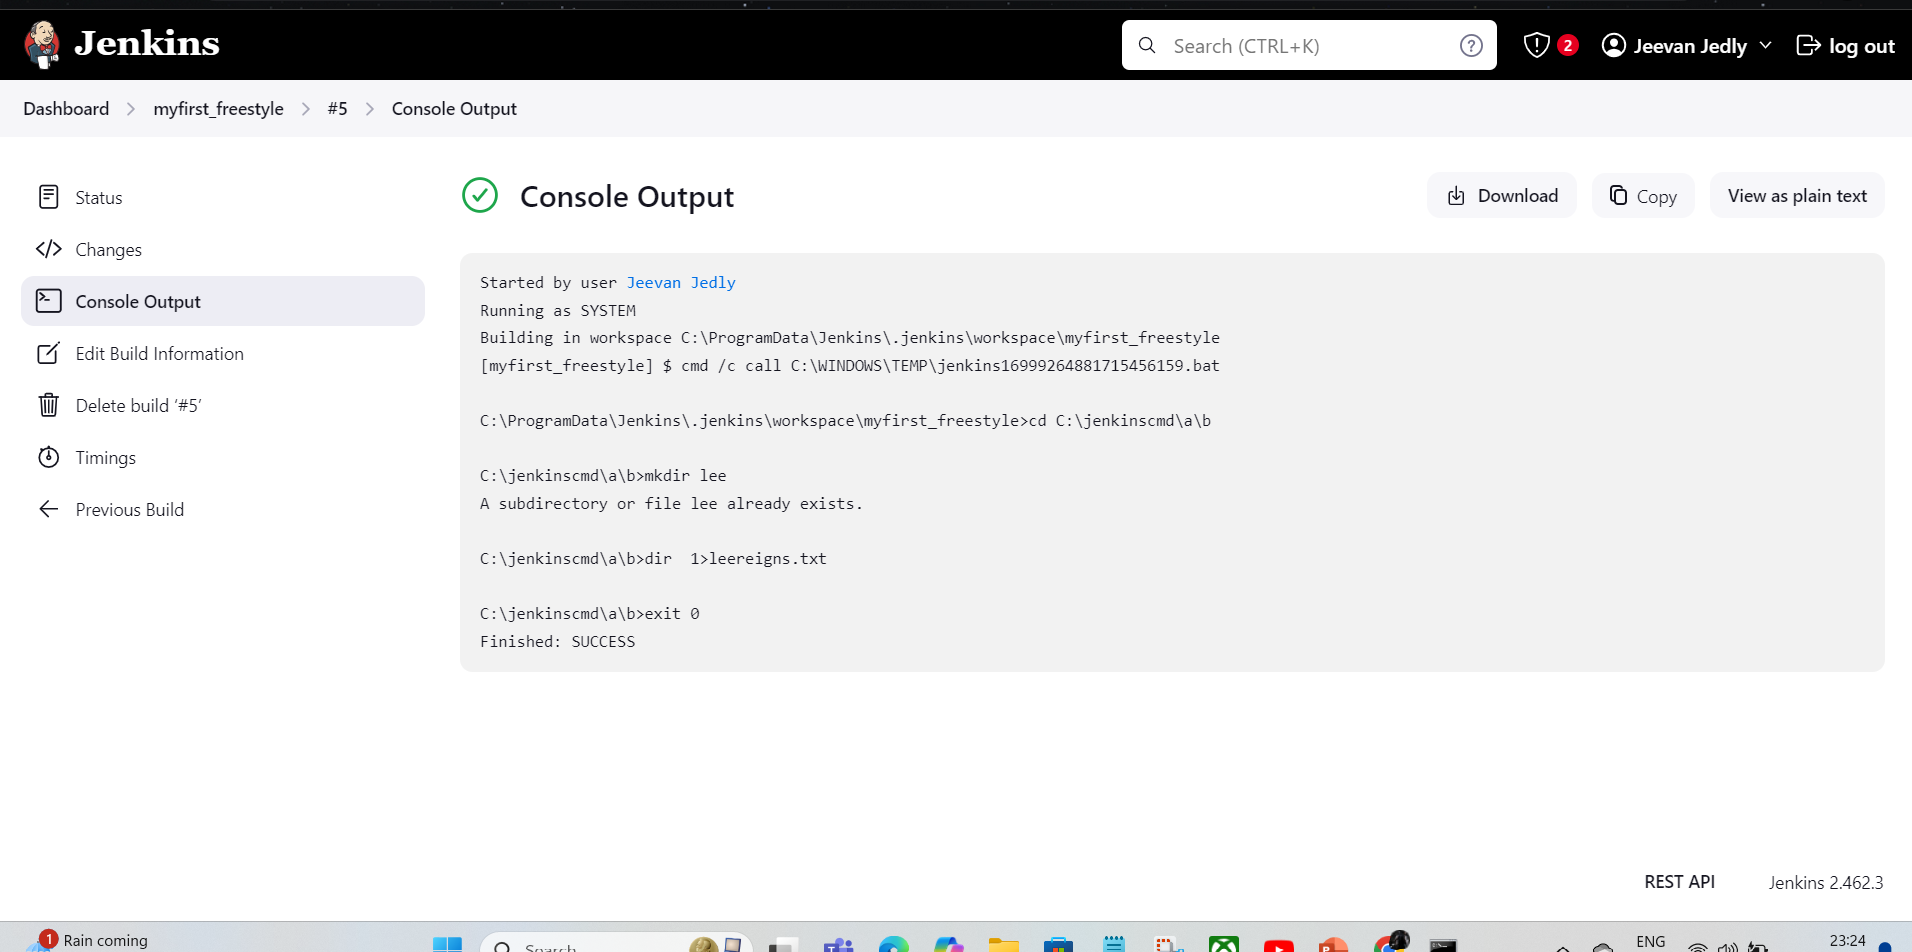 Jenkins
Search (CTRL+K)
2
Jeevan Jedly
log out
Dashboard > myfirst_freestyle > #5 > Console Output
Status
Changes
Console Output
Edit Build Information
Delete build ‘#5’
Timings
Previous Build
Console Output
Download
Copy
View as plain text
Started by user Jeevan Jedly
Running as SYSTEM
Building in workspace C:\ProgramData\Jenkins\.jenkins\workspace\myfirst_freestyle
[myfirst_freestyle] $ cmd /c call C:\WINDOWS\TEMP\jenkins16999264881715456159.bat
C:\ProgramData\Jenkins\.jenkins\workspace\myfirst_freestyle>cd C:\jenkinscmd\a\b
C:\jenkinscmd\a\b>mkdir lee
A subdirectory or file lee already exists.
C:\jenkinscmd\a\b>dir  1>leereigns.txt
C:\jenkinscmd\a\b>exit 0
Finished: SUCCESS
REST API
Jenkins 2.462.3
1
Rain coming
Search
ENG
23:24